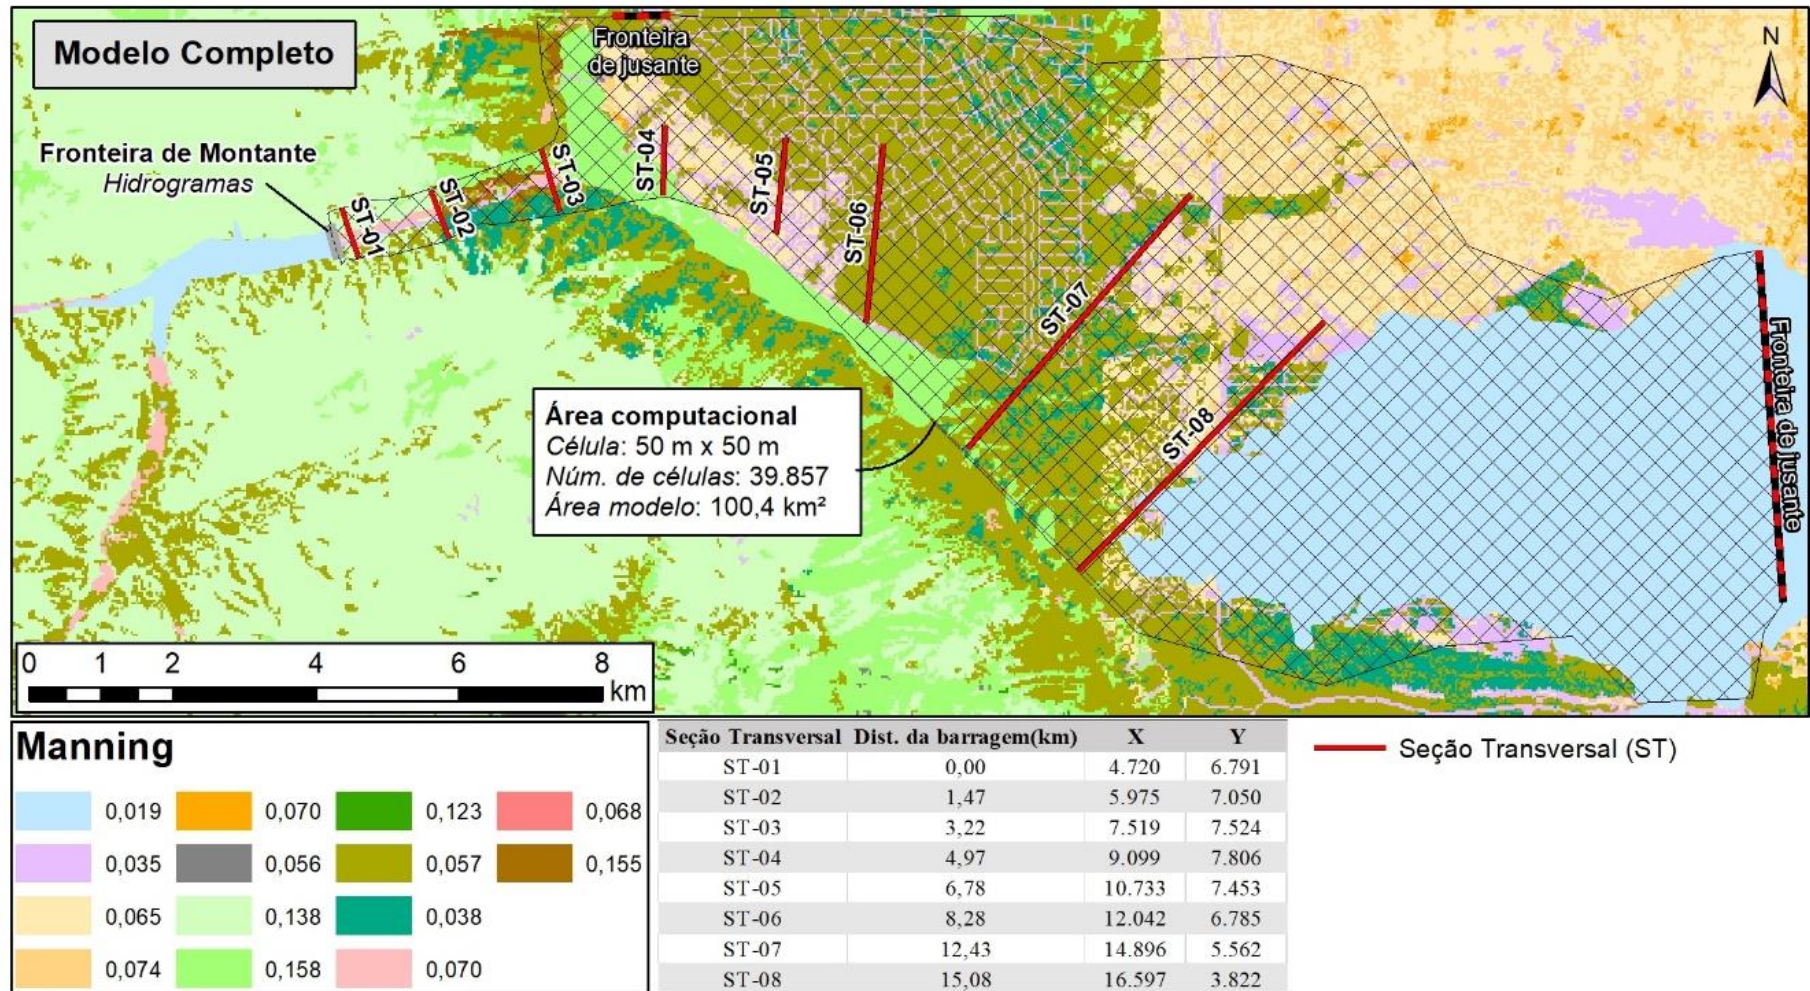 Modelo Completo
Fronteira
de jusante
N
Fronteira de Montante
Hidrogramas
ST-01
ST-02
ST-03
ST-04
ST-05
ST-06
ST-07
ST-08
Fronteira de jusante
Área computacional
Célula: 50 m x 50 m
Núm. de células: 39.857
Área modelo: 100,4 km²
0 1 2 4 6 8
km
Manning
0,019 0,070 0,123 0,068
0,035 0,056 0,057 0,155
0,065 0,138 0,038
0,074 0,158 0,070
Seção Transversal Dist. da barragem(km) X Y
ST-01 0,00 4.720 6.791
ST-02 1,47 5.975 7.050
ST-03 3,22 7.519 7.524
ST-04 4,97 9.099 7.806
ST-05 6,78 10.733 7.453
ST-06 8,28 12.042 6.785
ST-07 12,43 14.896 5.562
ST-08 15,08 16.597 3.822
Seção Transversal (ST)